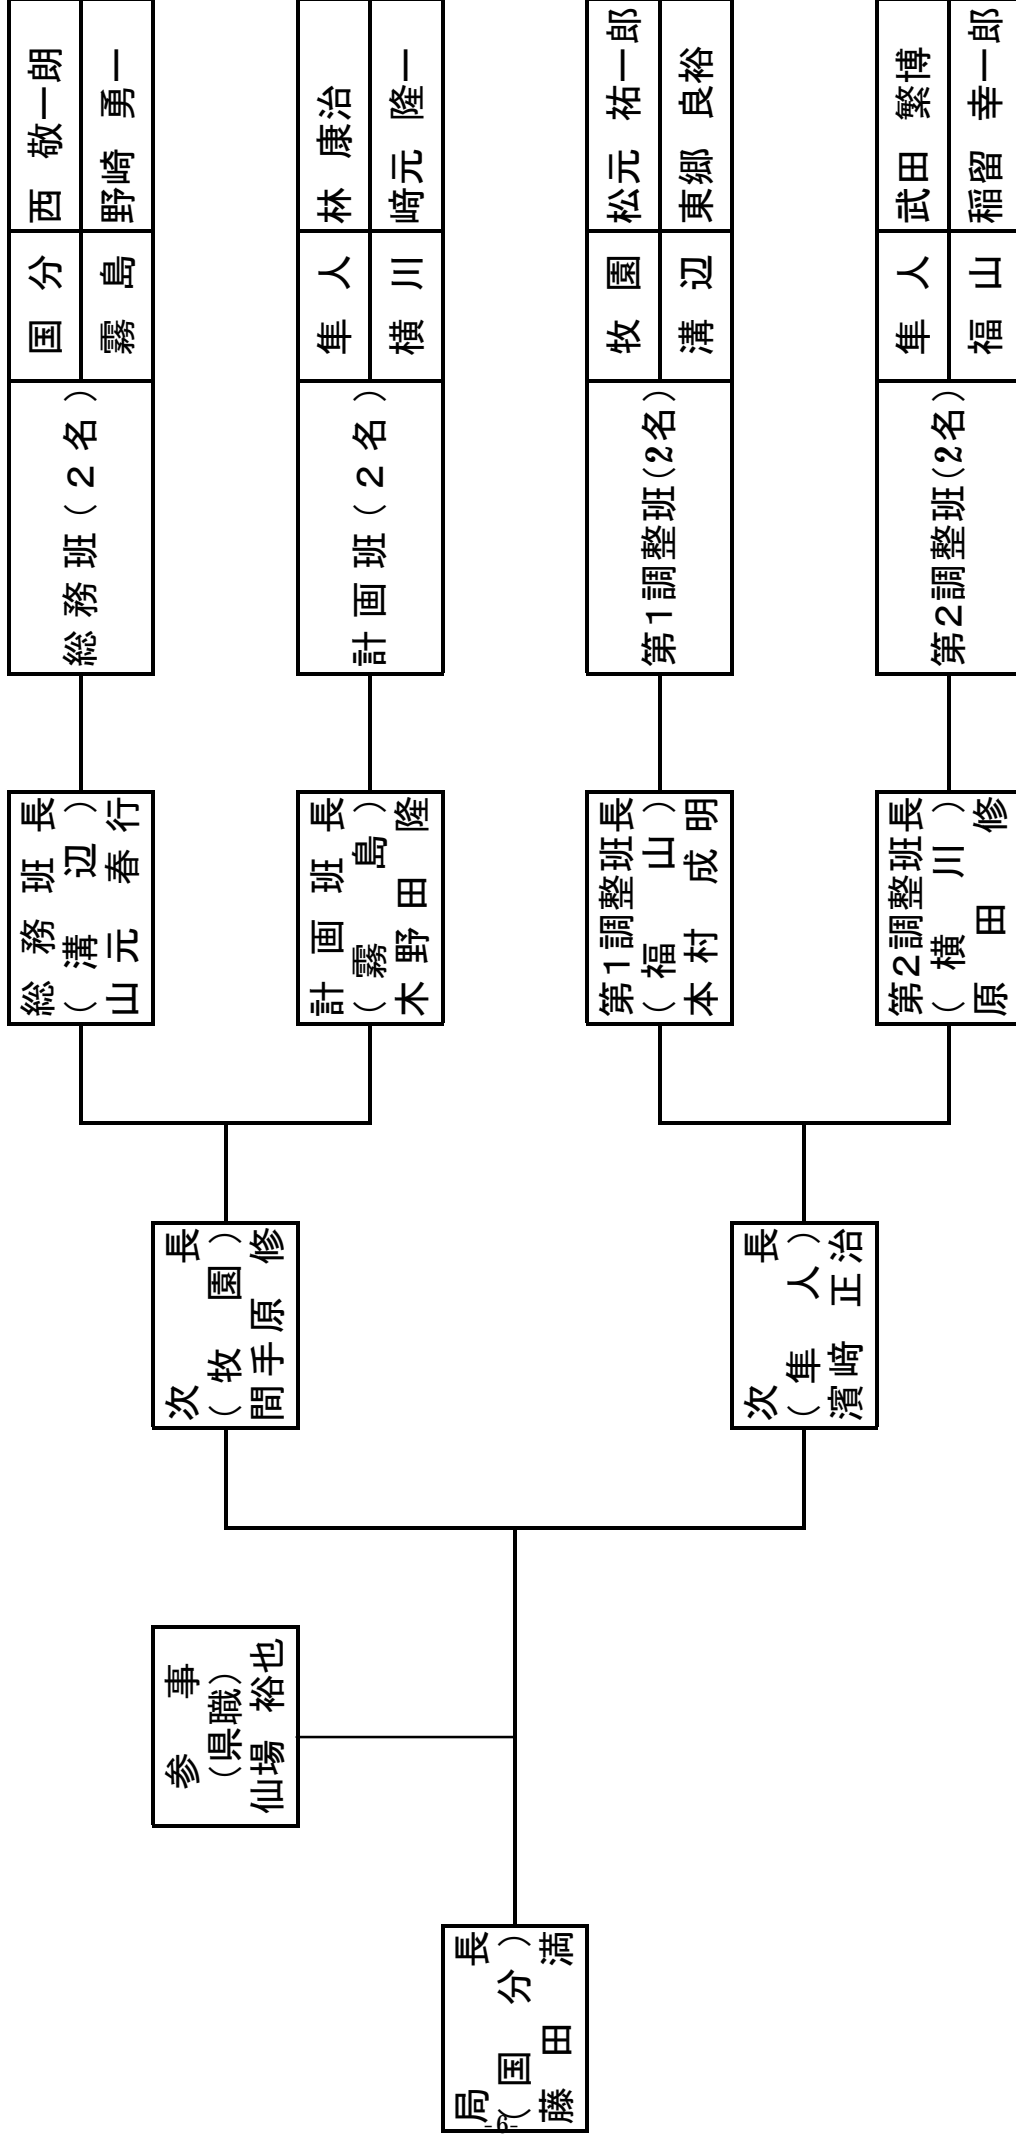 局長
（国分）
藤田満
参事
（県職）
仙場 裕也
次長
（牧園）
間手原 修
次長
（隼人）
濱﨑 正治
総務班長
（溝辺）
山元春行
総務班（２名）
国分 西 敬一朗
霧島 野崎 勇一
計画班長
（霧島）
木野田 隆
計画班（２名）
隼人 林 康治
横川 﨑元 隆一
第１調整班長
（福山）
本村 成明
第１調整班(2名)
牧園 松元 祐一郎
溝辺 東郷 良裕
第２調整班長
（横川）
原田修
第２調整班(2名)
隼人 武田 繁博
福山 稲留 幸一郎
-6-